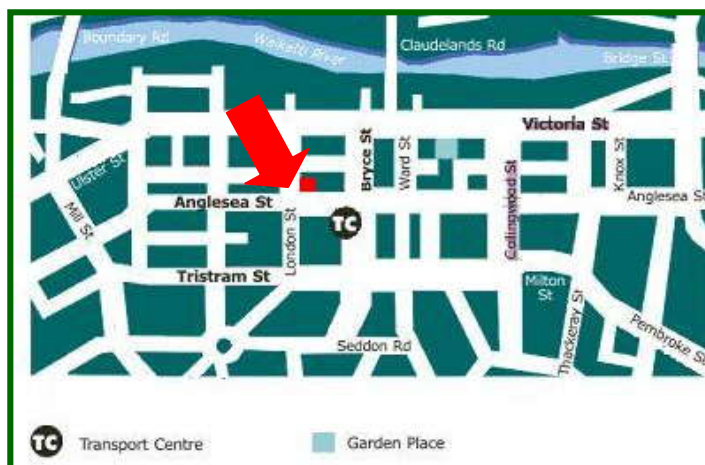 Boundary Rd
Waikato River
Claudelands Rd
Bridge St
Victoria St
Ulster St
Bryce St
Ward St
Knox St
Collingwood St
Mill St
Anglesea St
London St
TC
Anglesea St
Tristram St
Milton
St
Thackeray St
Pembroke St
Seddon Rd
TC Transport Centre
Garden Place